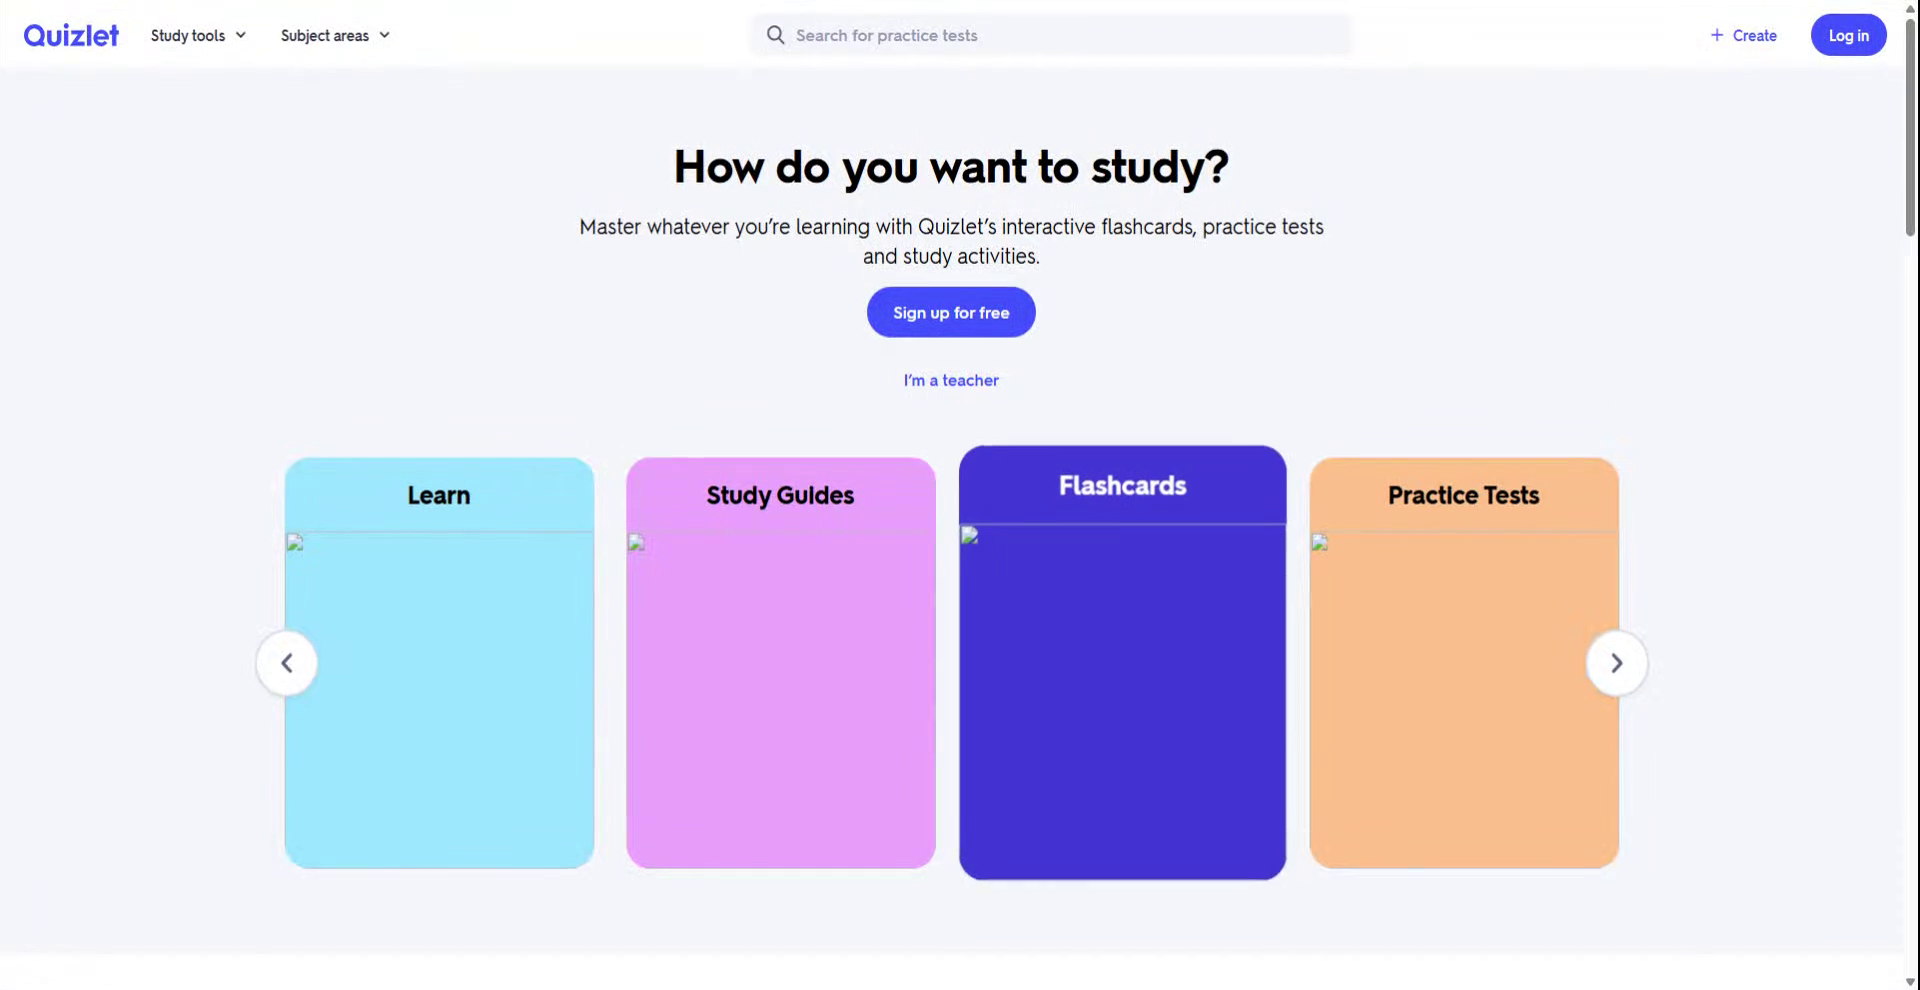 Quizlet
Study tools
Subject areas
Search for practice tests
+ Create
Log in
How do you want to study?
Master whatever you’re learning with Quizlet’s interactive flashcards, practice tests
and study activities.
Sign up for free
I’m a teacher
Learn
Study Guides
Flashcards
Practice Tests